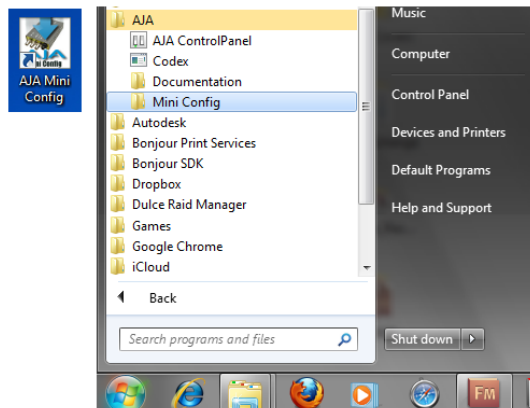 AJA Mini
Config
AJA
AJA ControlPanel
Codex
Documentation
Mini Config
Autodesk
Bonjour Print Services
Bonjour SDK
Dropbox
Dulce Raid Manager
Games
Google Chrome
iCloud
Back
Search programs and files
Music
Computer
Control Panel
Devices and Printers
Default Programs
Help and Support
Shut down
FM